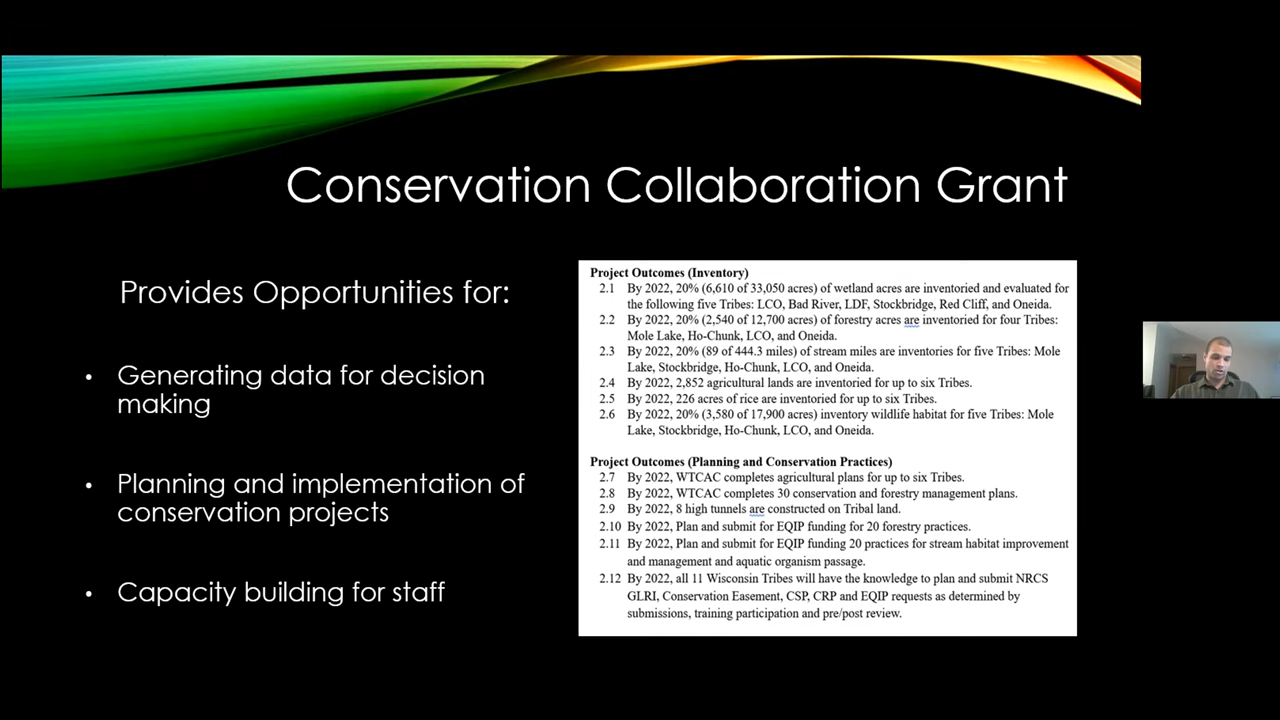 Conservation Collaboration Grant
Provides Opportunities for:
• Generating data for decision
making
• Planning and implementation of
conservation projects
• Capacity building for staff
Project Outcomes (Inventory)
2.1 By 2022, 20% (6,610 of 33,050 acres) of wetland acres are inventoried and evaluated for
the following five Tribes: LCO, Bad River, LDF, Stockbridge, Red Cliff, and Oneida.
2.2 By 2022, 20% (2,540 of 12,700 acres) of forestry acres are inventoried for four Tribes:
Mole Lake, Ho-Chunk, LCO, and Oneida.
2.3 By 2022, 20% (89 of 444.3 miles) of stream miles are inventories for five Tribes: Mole
Lake, Stockbridge, Ho-Chunk, LCO, and Oneida.
2.4 By 2022, 2,852 agricultural lands are inventoried for up to six Tribes.
2.5 By 2022, 226 acres of rice are inventoried for up to six Tribes.
2.6 By 2022, 20% (3,580 of 17,900 acres) inventory wildlife habitat for five Tribes: Mole
Lake, Stockbridge, Ho-Chunk, LCO, and Oneida.
Project Outcomes (Planning and Conservation Practices)
2.7 By 2022, WTCAC completes agricultural plans for up to six Tribes.
2.8 By 2022, WTCAC completes 30 conservation and forestry management plans.
2.9 By 2022, 8 high tunnels are constructed on Tribal land.
2.10 By 2022, Plan and submit for EQIP funding for 20 forestry practices.
2.11 By 2022, Plan and submit for EQIP funding 20 practices for stream habitat improvement
and management and aquatic organism passage.
2.12 By 2022, all 11 Wisconsin Tribes will have the knowledge to plan and submit NRCS
GLRI, Conservation Easement, CSP, CRP and EQIP requests as determined by
submissions, training participation and pre/post review.